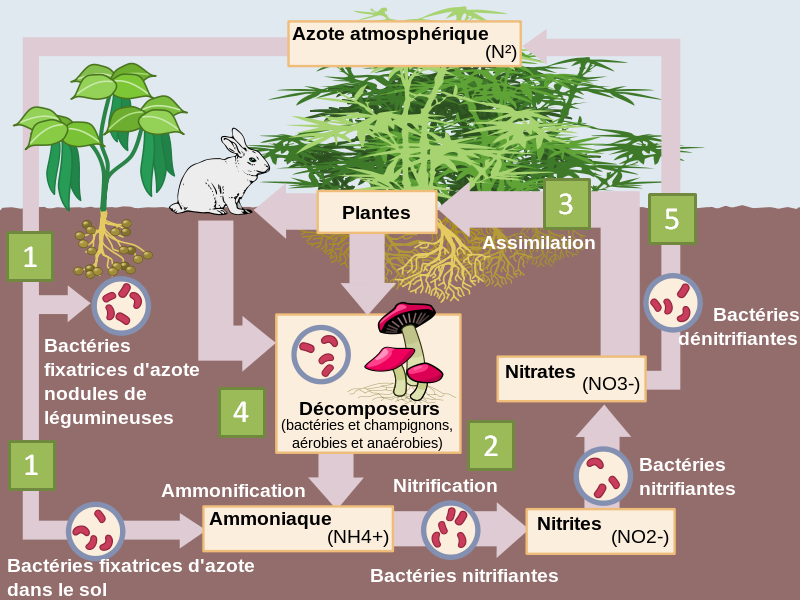 Azote atmosphérique
(N²)
Plantes
3
5
1
Assimilation
Bactéries
dénitrifiantes
Bactéries
fixatrices d'azote
nodules de
légumineuses
Nitrates
(NO3-)
4
Décomposeurs
(bactéries et champignons,
aérobies et anaérobies)
2
1
Ammonification
Nitrification
Bactéries
nitrifiantes
Ammoniaque
(NH4+)
Nitrites
(NO2-)
Bactéries fixatrices d'azote
dans le sol
Bactéries nitrifiantes